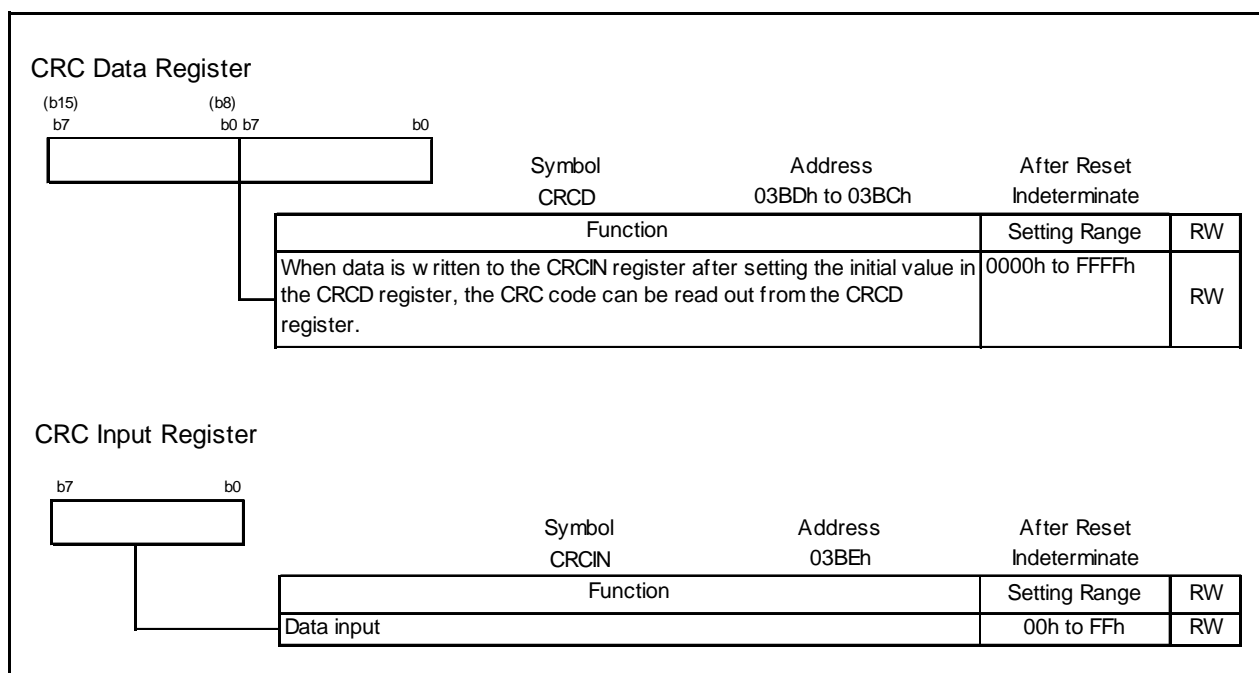 CRC Data Register
(b15) (b8)
b7 b0 b7 b0
Symbol Address After Reset
CRCD 03BDh to 03BCh Indeterminate
Function Setting Range RW
When data is written to the CRCIN register after setting the initial value in 0000h to FFFFh
the CRCD register, the CRC code can be read out from the CRCD RW
register.
CRC Input Register
b7 b0
Symbol Address After Reset
CRCIN 03BEh Indeterminate
Function Setting Range RW
Data input 00h to FFh RW